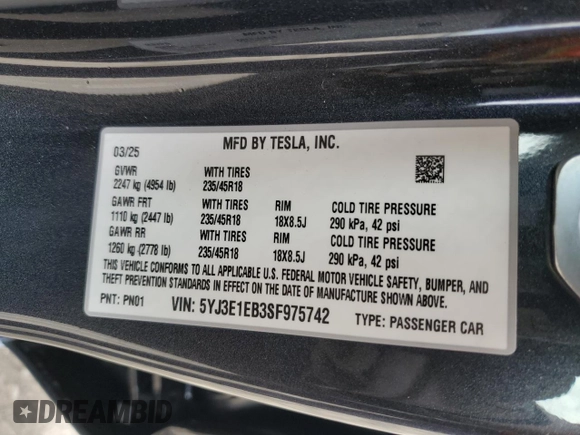 MFD BY TESLA, INC.
03/25
GVWR WITH TIRES
2247 kg (4954 lb) 235/45R18
GAWR FRT WITH TIRES RIM COLD TIRE PRESSURE
1110 kg (2447 lb) 235/45R18 18X8.5J 290 kPa, 42 psi
GAWR RR WITH TIRES RIM COLD TIRE PRESSURE
1260 kg (2778 lb) 235/45R18 18X8.5J 290 kPa, 42 psi
THIS VEHICLE CONFORMS TO ALL APPLICABLE U.S. FEDERAL MOTOR VEHICLE SAFETY, BUMPER, AND
THEFT PREVENTION STANDARDS IN EFFECT ON THE DATE OF MANUFACTURE SHOWN ABOVE.
PNT: PN01 VIN: 5YJ3E1EB3SF975742 TYPE: PASSENGER CAR
DREAMBID